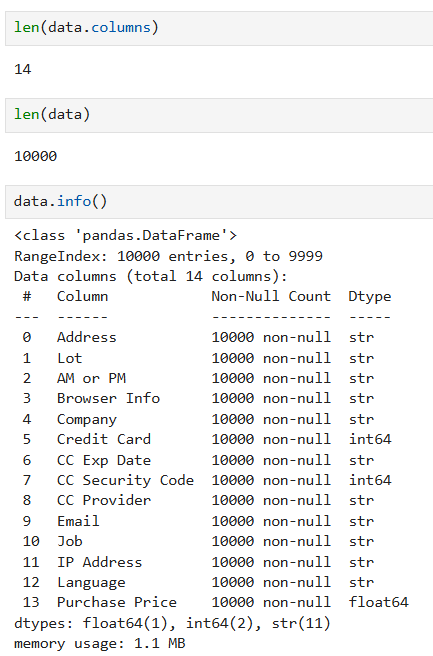 len(data.columns)
14
len(data)
10000
data.info()
<class 'pandas.DataFrame'>
RangeIndex: 10000 entries, 0 to 9999
Data columns (total 14 columns):
 #   Column            Non-Null Count  Dtype
---  ------            --------------  -----
 0   Address           10000 non-null  str
 1   Lot               10000 non-null  str
 2   AM or PM          10000 non-null  str
 3   Browser Info      10000 non-null  str
 4   Company           10000 non-null  str
 5   Credit Card       10000 non-null  int64
 6   CC Exp Date       10000 non-null  str
 7   CC Security Code  10000 non-null  int64
 8   CC Provider       10000 non-null  str
 9   Email             10000 non-null  str
 10  Job               10000 non-null  str
 11  IP Address        10000 non-null  str
 12  Language          10000 non-null  str
 13  Purchase Price    10000 non-null  float64
dtypes: float64(1), int64(2), str(11)
memory usage: 1.1 MB